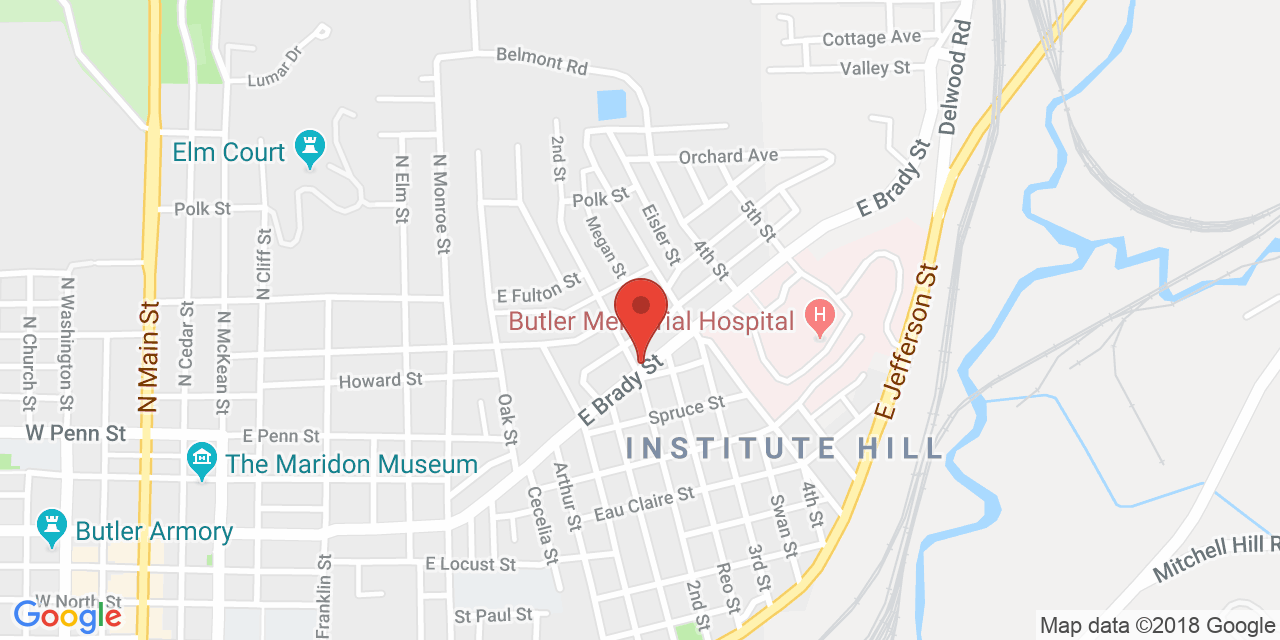 Cottage Ave
Valley St
Delwood Rd
Belmont Rd
Lumar Dr
Elm Court
N Elm St
N Monroe St
2nd St
Orchard Ave
Polk St
Polk St
Eisler St
5th St
4th St
E Brady St
Megan St
N Cliff St
E Fulton St
N Washington St
N Church St
N Main St
N Cedar St
N McKean St
Butler Memorial Hospital
H
E Jefferson St
Howard St
E Brady St
Oak St
Spruce St
W Penn St
E Penn St
INSTITUTE HILL
The Maridon Museum
Arthur St
Cecelia St
Eau Claire St
Swan St
4th St
Butler Armory
Franklin St
E Locust St
3rd St
Reo St
2nd St
Mitchell Hill R
W North St
St Paul St
Google
Map data ©2018 Google